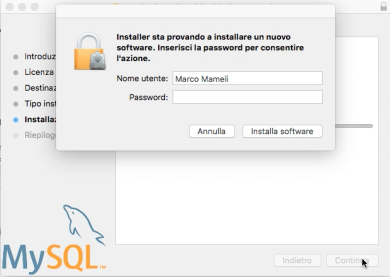 Installer sta provando a installare un nuovo
software. Inserisci la password per consentire
l'azione.
Nome utente: Marco Mameli
Password:
Annulla Installa software
Introduz
Licenza
Destinaz
Tipo inst
Installaz
Riepilog
MySQL
Indietro Continua